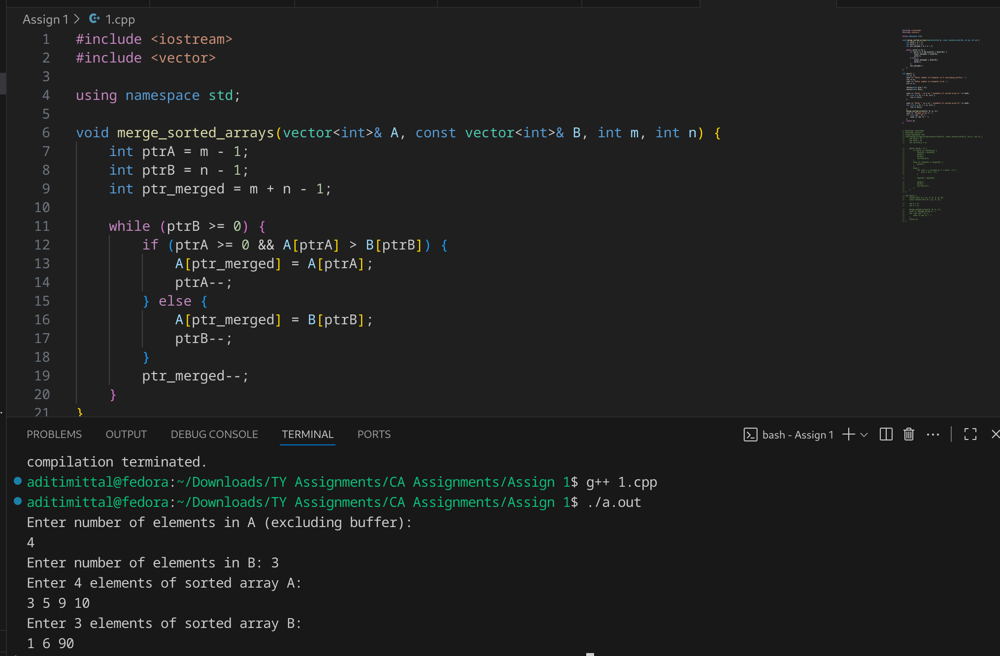 Assign 1 > 1.cpp
1 #include <iostream>
2 #include <vector>
3
4 using namespace std;
5
6 void merge_sorted_arrays(vector<int>& A, const vector<int>& B, int m, int n) {
7     int ptrA = m - 1;
8     int ptrB = n - 1;
9     int ptr_merged = m + n - 1;
10
11     while (ptrB >= 0) {
12         if (ptrA >= 0 && A[ptrA] > B[ptrB]) {
13             A[ptr_merged] = A[ptrA];
14             ptrA--;
15         } else {
16             A[ptr_merged] = B[ptrB];
17             ptrB--;
18         }
19         ptr_merged--;
20     }
21 }
PROBLEMS OUTPUT DEBUG CONSOLE TERMINAL PORTS bash - Assign 1
compilation terminated.
aditimittal@fedora:~/Downloads/TY Assignments/CA Assignments/Assign 1$ g++ 1.cpp
aditimittal@fedora:~/Downloads/TY Assignments/CA Assignments/Assign 1$ ./a.out
Enter number of elements in A (excluding buffer):
4
Enter number of elements in B: 3
Enter 4 elements of sorted array A:
3 5 9 10
Enter 3 elements of sorted array B:
1 6 90